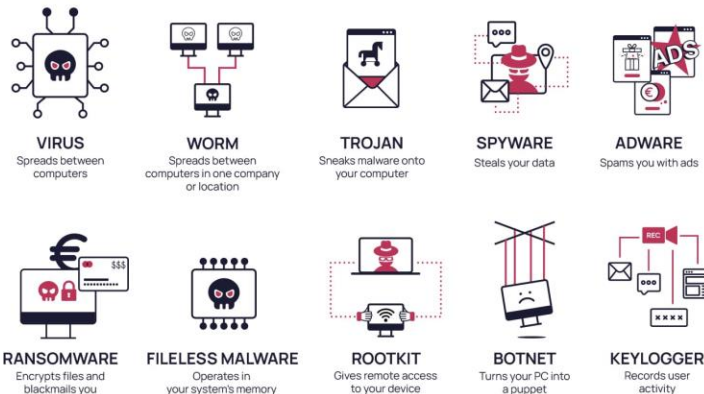 ADS
VIRUS
Spreads between
computers
WORM
Spreads between
computers in one company
or location
TROJAN
Sneaks malware onto
your computer
SPYWARE
Steals your data
ADWARE
Spams you with ads
€
$$$
REC
××××
RANSOMWARE
Encrypts files and
blackmails you
FILELESS MALWARE
Operates in
your system's memory
ROOTKIT
Gives remote access
to your device
BOTNET
Turns your PC into
a puppet
KEYLOGGER
Records user
activity